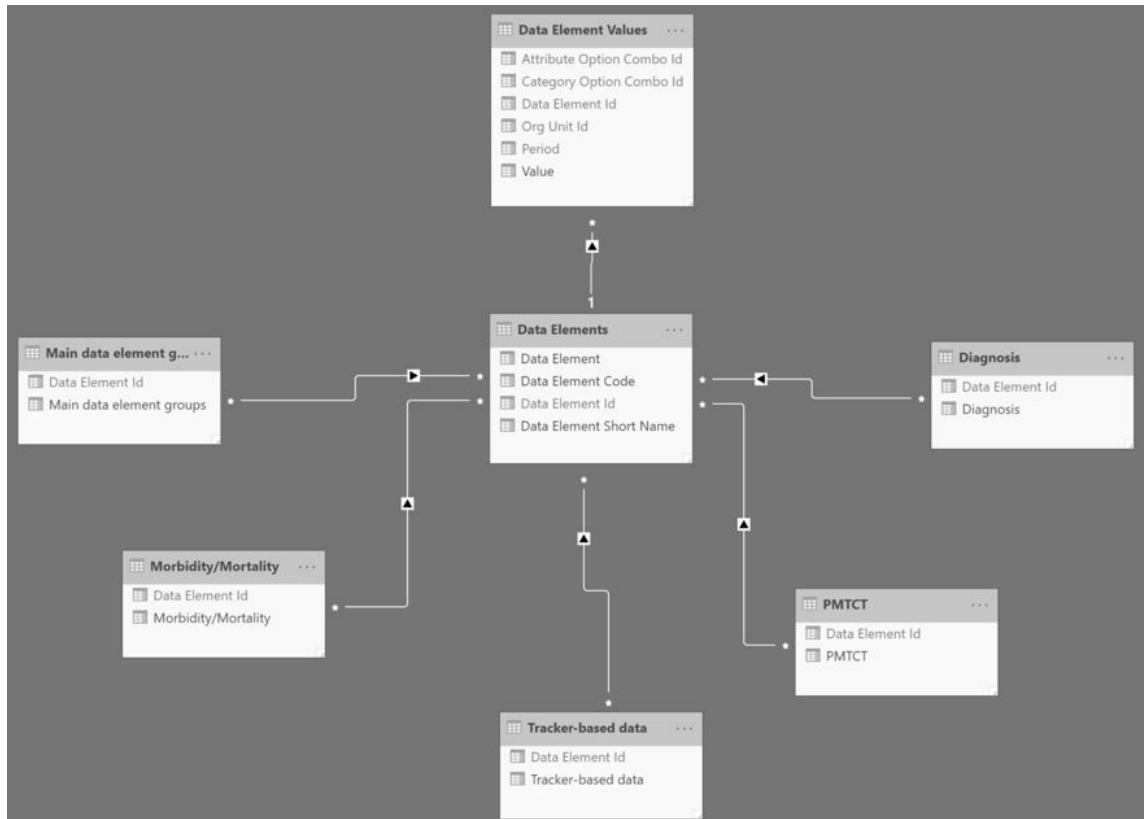 Data Element Values ...
Attribute Option Combo Id
Category Option Combo Id
Data Element Id
Org Unit Id
Period
Value
*
1
Data Elements ...
Data Element
Data Element Code
Data Element Id
Data Element Short Name
*
*
*
*
*
Main data element g... ...
Data Element Id
Main data element groups
*
Diagnosis ...
Data Element Id
Diagnosis
*
Morbidity/Mortality ...
Data Element Id
Morbidity/Mortality
*
PMTCT ...
Data Element Id
PMTCT
*
*
Tracker-based data ...
Data Element Id
Tracker-based data